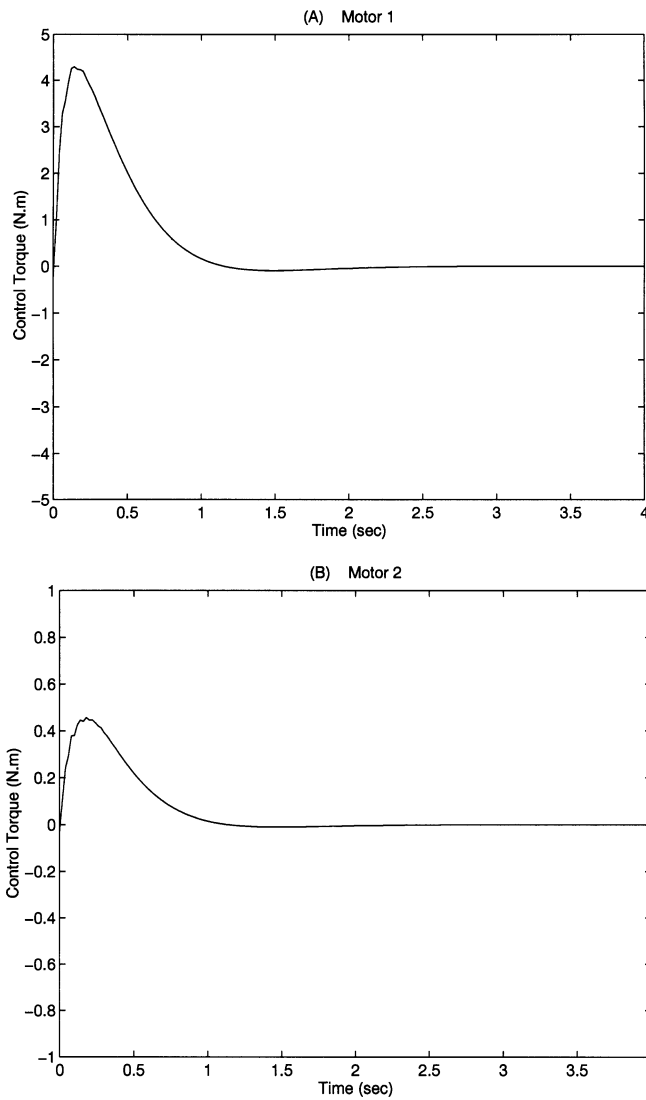 (A) Motor 1
5
4
3
2
1
0
−1
−2
−3
−4
−5
Control Torque (N.m)
0 0.5 1 1.5 2 2.5 3 3.5 4
Time (sec)
(B) Motor 2
1
0.8
0.6
0.4
0.2
0
−0.2
−0.4
−0.6
−0.8
−1
Control Torque (N.m)
0 0.5 1 1.5 2 2.5 3 3.5
Time (sec)